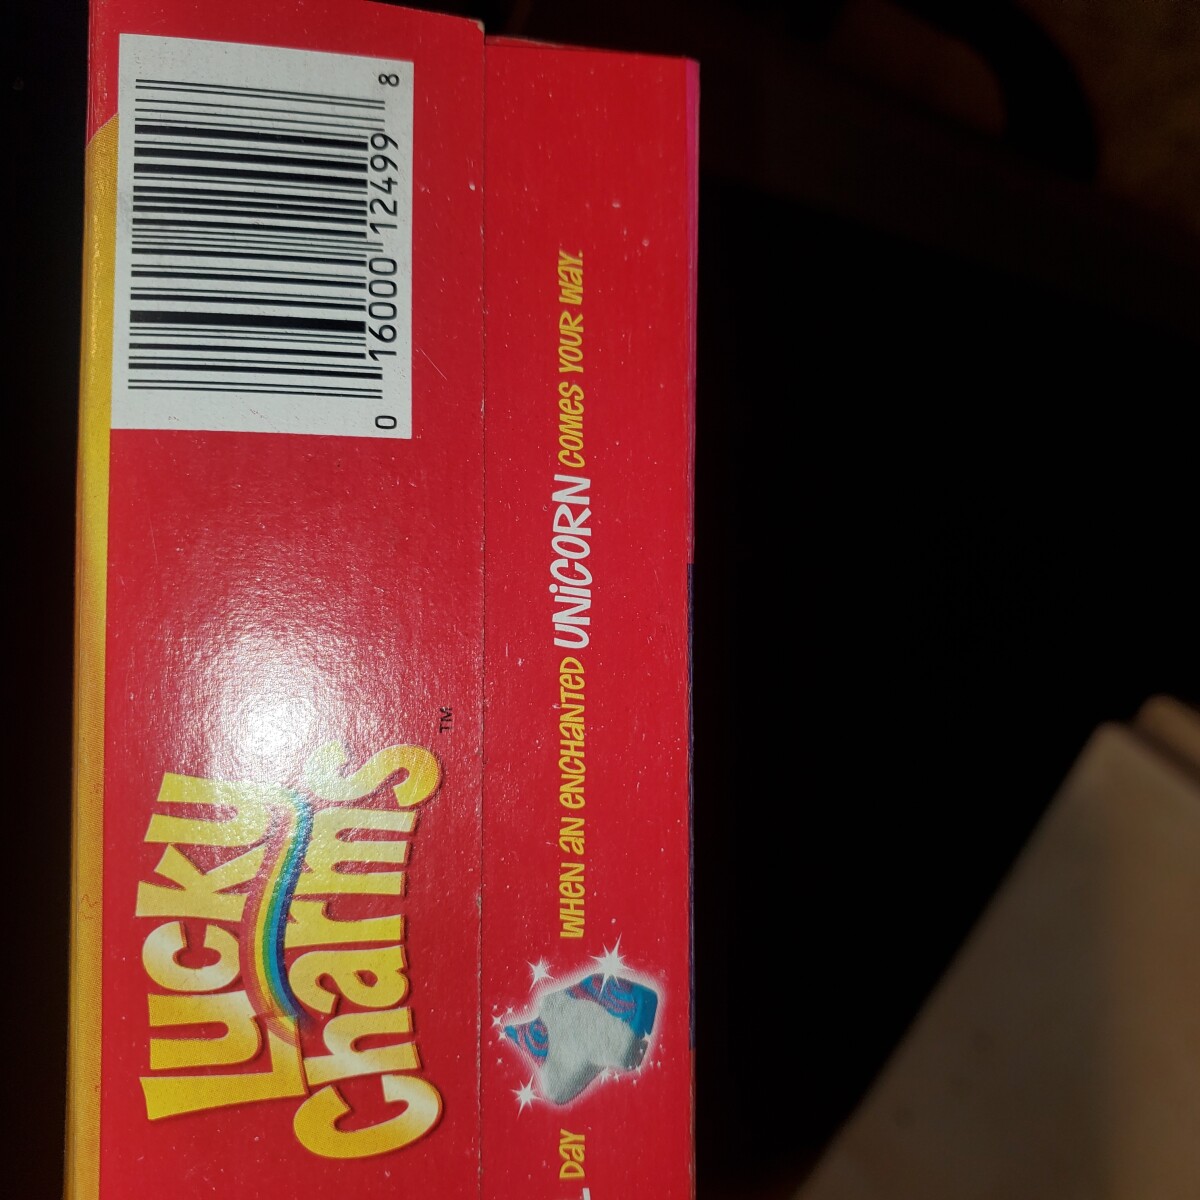 Lucky
Charms™
0 16000 12499 8
DAY
WHEN AN ENCHANTED UNICORN COMES YOUR WAY.